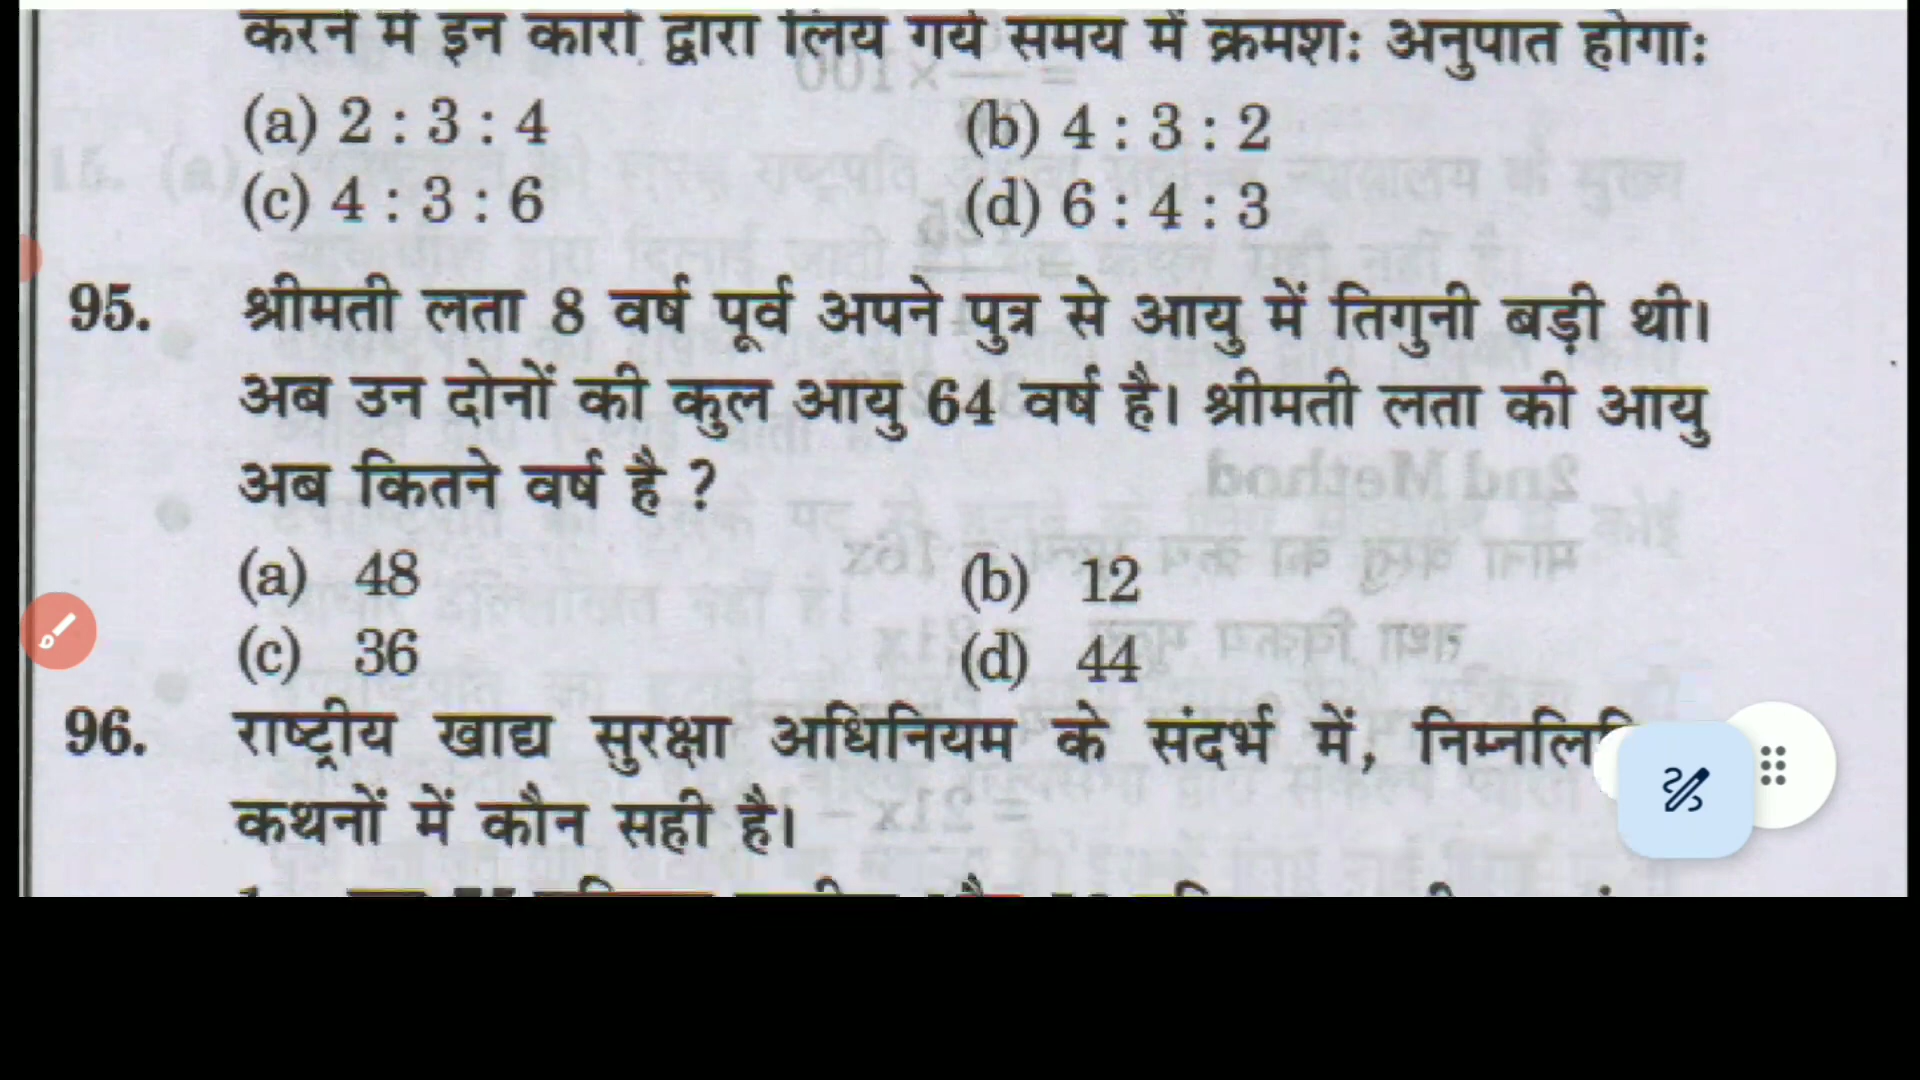 करने में इन कारों द्वारा लिये गये समय में क्रमशः अनुपात होगाः
(a) 2 : 3 : 4 (b) 4 : 3 : 2
(c) 4 : 3 : 6 (d) 6 : 4 : 3
95. श्रीमती लता 8 वर्ष पूर्व अपने पुत्र से आयु में तिगुनी बड़ी थी।
अब उन दोनों की कुल आयु 64 वर्ष है। श्रीमती लता की आयु
अब कितने वर्ष है ?
(a) 48 (b) 12
(c) 36 (d) 44
96. राष्ट्रीय खाद्य सुरक्षा अधिनियम के संदर्भ में,
कथनों में कौन सही है।